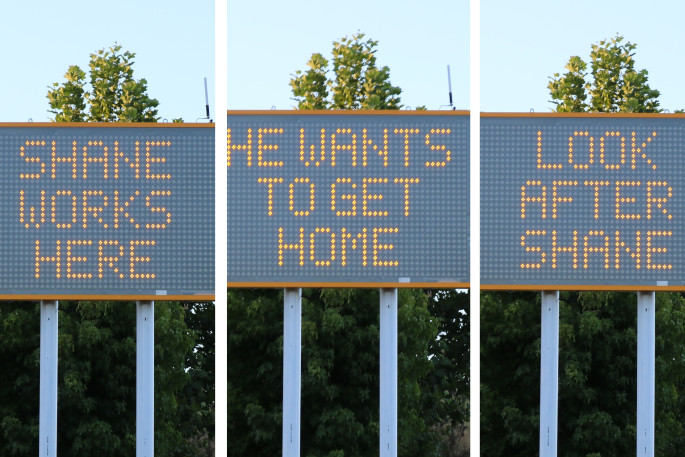 SHANE
WORKS
HERE
HE WANTS
TO GET
HOME
LOOK
AFTER
SHANE